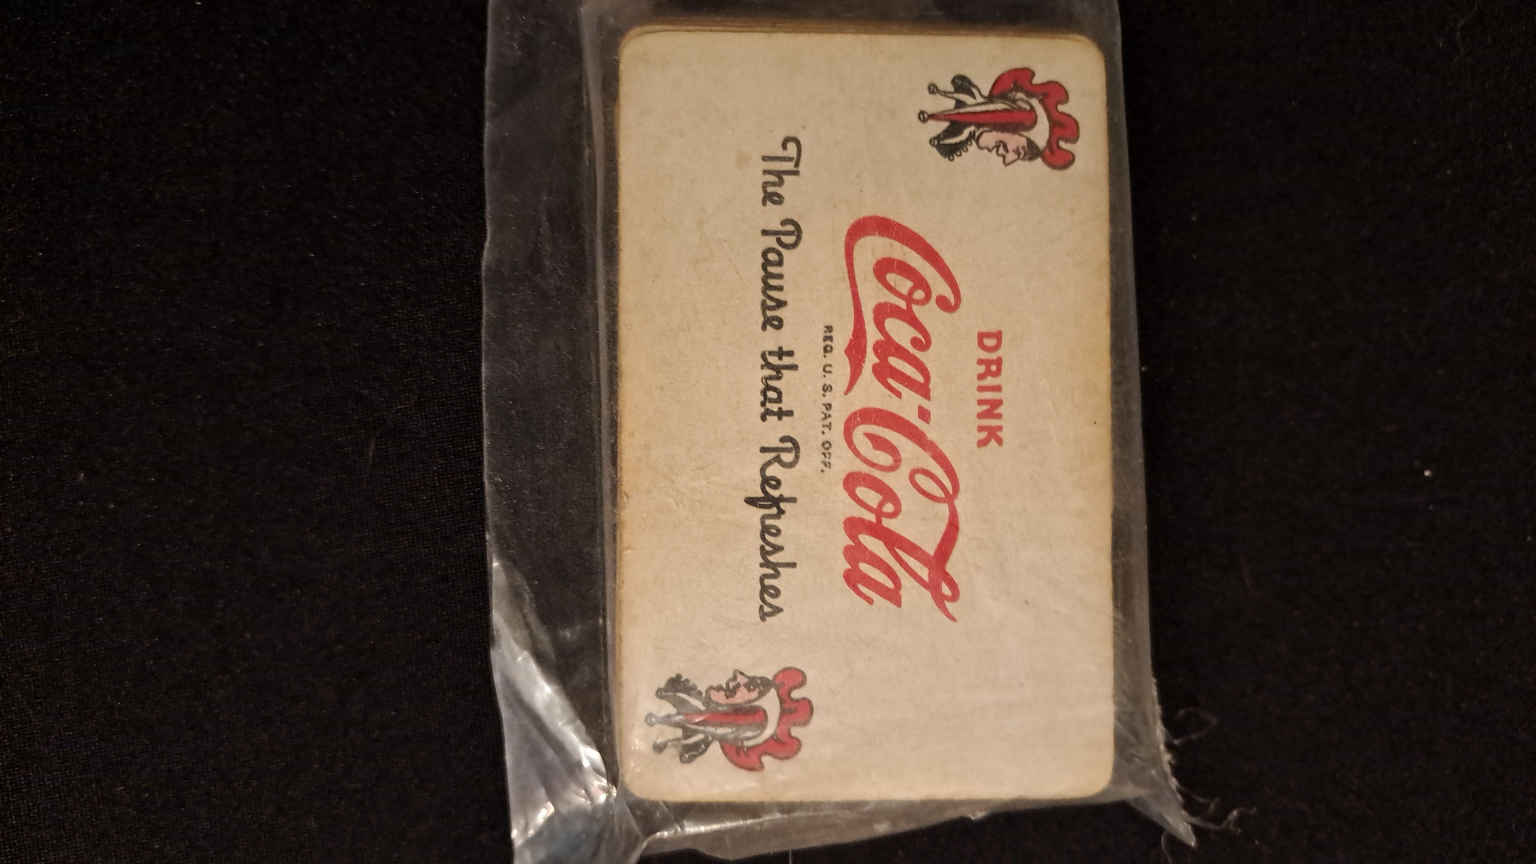 DRINK
Coca-Cola
REG. U. S. PAT. OFF.
The Pause that Refreshes